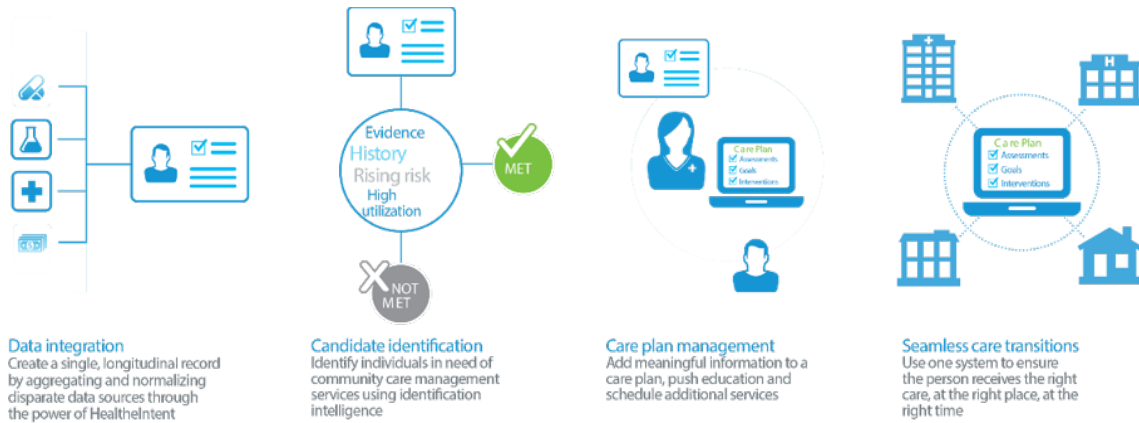 Evidence
History
Rising risk
High
utilization
MET
NOT
MET
Care Plan
Assessments
Goals
Interventions
H
Care Plan
Assessments
Goals
Interventions
Data integration
Create a single, longitudinal record
by aggregating and normalizing
disparate data sources through
the power of HealtheIntent
Candidate identification
Identify individuals in need of
community care management
services using identification
intelligence
Care plan management
Add meaningful information to a
care plan, push education and
schedule additional services
Seamless care transitions
Use one system to ensure
the person receives the right
care, at the right place, at the
right time